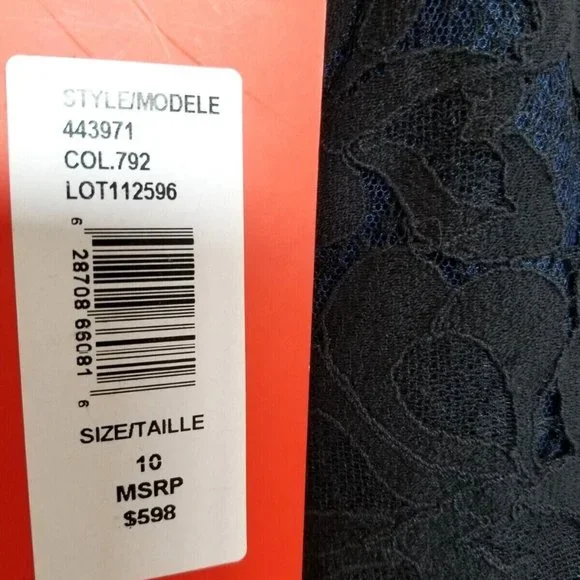 STYLE/MODELE
443971
COL.792
LOT112596
6 28708 66081 6
SIZE/TAILLE
10
MSRP
$598